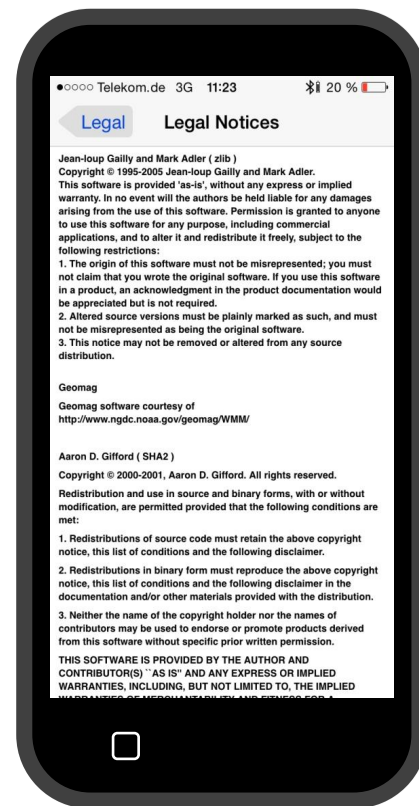 ●○○○○ Telekom.de 3G 11:23 20 %
Legal Legal Notices
Jean-loup Gailly and Mark Adler ( zlib )
Copyright © 1995-2005 Jean-loup Gailly and Mark Adler.
This software is provided 'as-is', without any express or implied
warranty. In no event will the authors be held liable for any damages
arising from the use of this software. Permission is granted to anyone
to use this software for any purpose, including commercial
applications, and to alter it and redistribute it freely, subject to the
following restrictions:
1. The origin of this software must not be misrepresented; you must
not claim that you wrote the original software. If you use this software
in a product, an acknowledgment in the product documentation would
be appreciated but is not required.
2. Altered source versions must be plainly marked as such, and must
not be misrepresented as being the original software.
3. This notice may not be removed or altered from any source
distribution.
Geomag
Geomag software courtesy of
http://www.ngdc.noaa.gov/geomag/WMM/
Aaron D. Gifford ( SHA2 )
Copyright © 2000-2001, Aaron D. Gifford. All rights reserved.
Redistribution and use in source and binary forms, with or without
modification, are permitted provided that the following conditions are
met:
1. Redistributions of source code must retain the above copyright
notice, this list of conditions and the following disclaimer.
2. Redistributions in binary form must reproduce the above copyright
notice, this list of conditions and the following disclaimer in the
documentation and/or other materials provided with the distribution.
3. Neither the name of the copyright holder nor the names of
contributors may be used to endorse or promote products derived
from this software without specific prior written permission.
THIS SOFTWARE IS PROVIDED BY THE AUTHOR AND
CONTRIBUTOR(S) ``AS IS'' AND ANY EXPRESS OR IMPLIED
WARRANTIES, INCLUDING, BUT NOT LIMITED TO, THE IMPLIED
WARRANTIES OF MERCHANTABILITY AND FITNESS FOR A